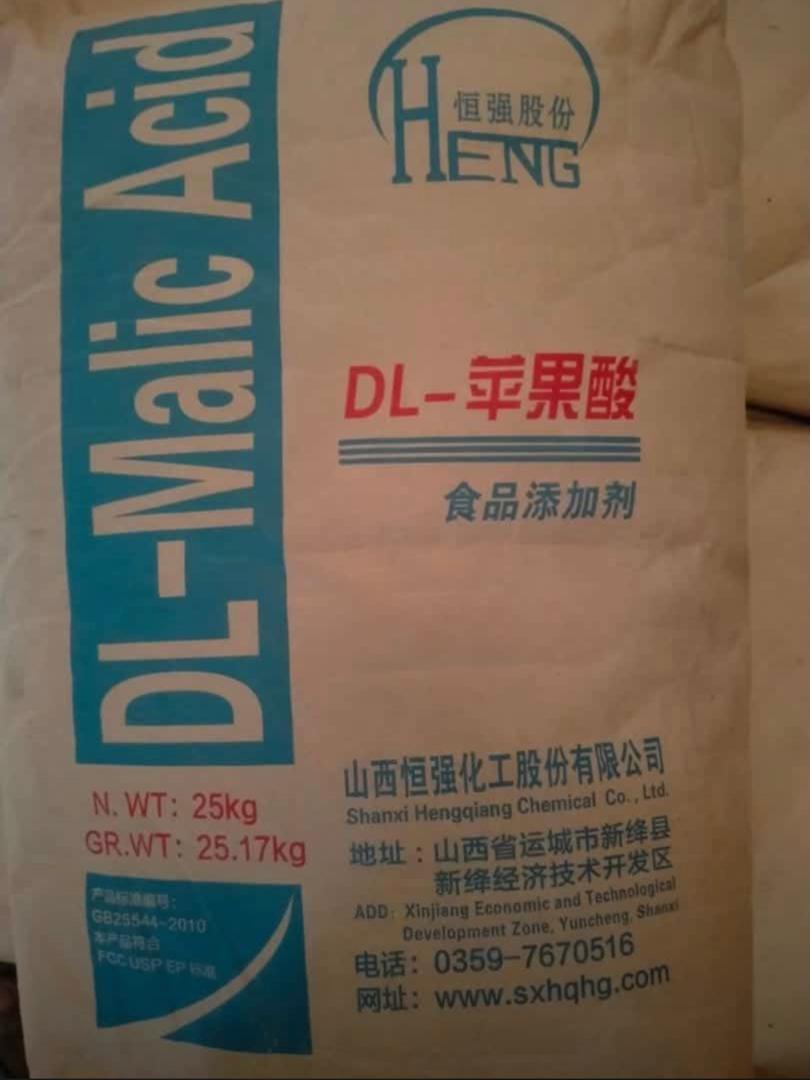 DL-Malic Acid
恒强股份
HENG
DL-苹果酸
食品添加剂
N. WT: 25kg
GR.WT: 25.17kg
产品标准编号:
GB25544-2010
本产品符合
FCC USP EP 标准
山西恒强化工股份有限公司
Shanxi Hengqiang Chemical Co., Ltd.
地址:山西省运城市新绛县
新绛经济技术开发区
ADD: Xinjiang Economic and Technological
Development Zone, Yuncheng, Shanxi
电话: 0359-7670516
网址: www.sxhqhg.com